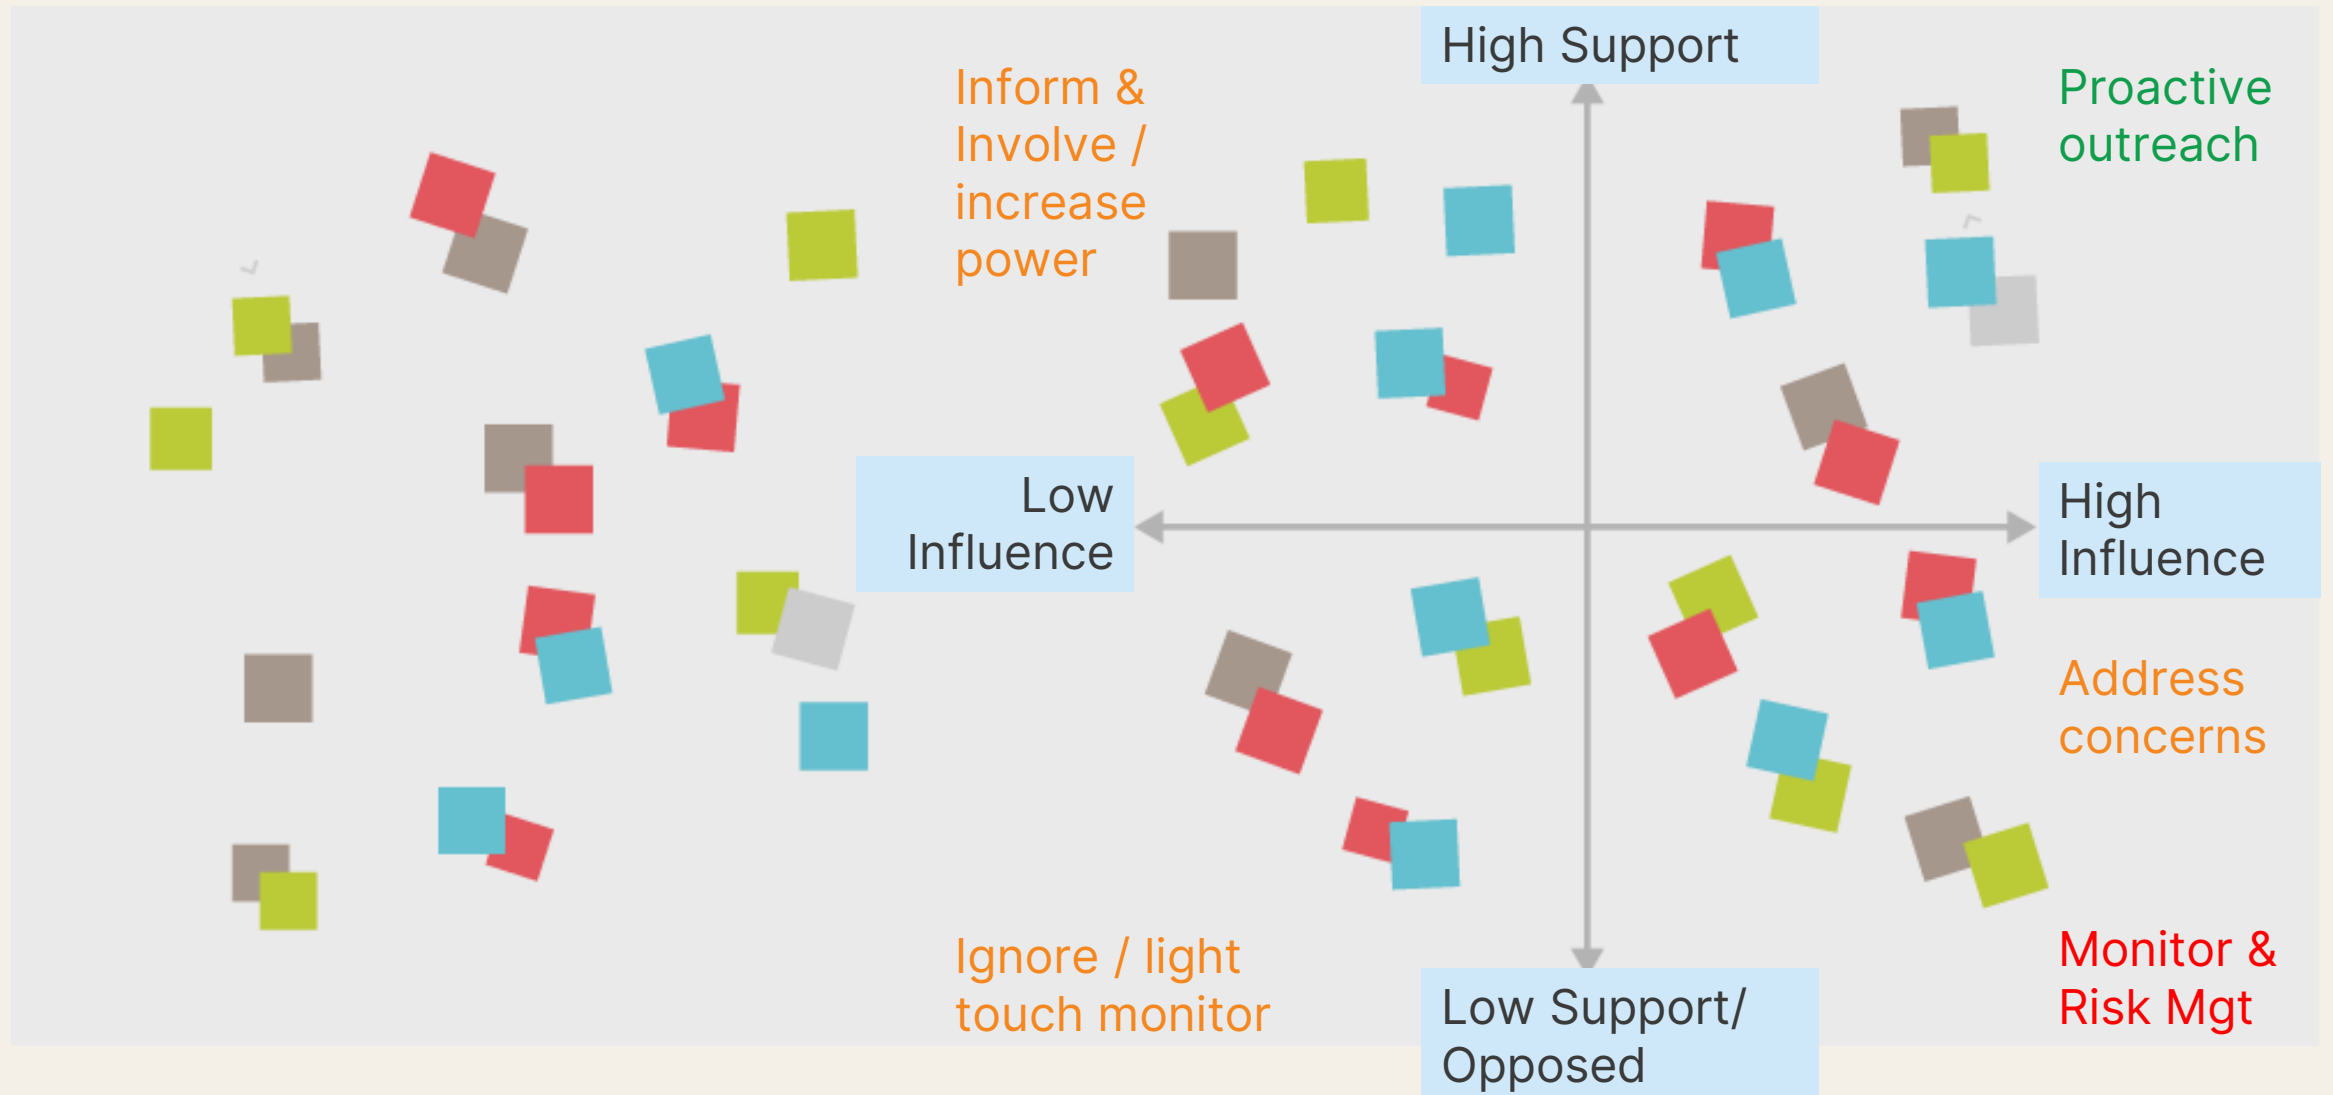 High Support
Inform &
Involve /
increase
power
Proactive
outreach
Low
Influence
High
Influence
Address
concerns
Ignore / light
touch monitor
Monitor &
Risk Mgt
Low Support/
Opposed